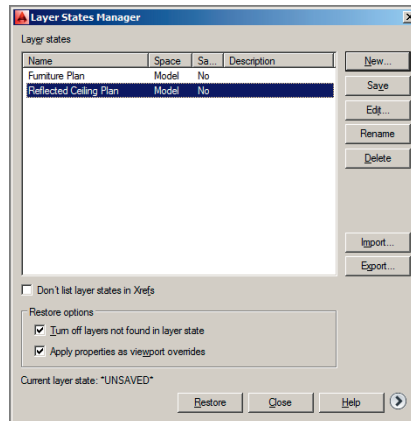 Layer States Manager
Layer states
Name Space Sa... Description
Furniture Plan Model No
Reflected Ceiling Plan Model No
New...
Save
Edit...
Rename
Delete
Import...
Export...
Don't list layer states in Xrefs
Restore options
Turn off layers not found in layer state
Apply properties as viewport overrides
Current layer state: "UNSAVED"
Restore Close Help